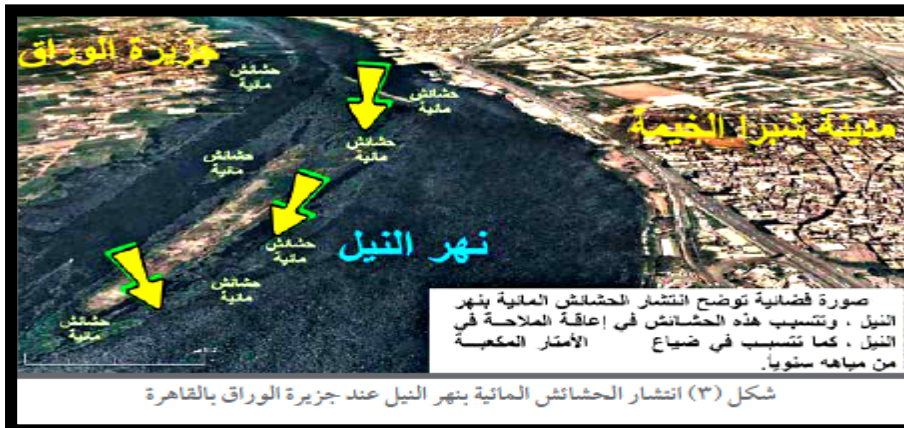 جزيرة الوراق
حشائش
مائية
حشائش
مائية
مدينة شبرا الخيمة
حشائش
مائية
حشائش
مائية
حشائش
مائية
نهر النيل
حشائش
مائية
حشائش
مائية
صورة فضائية توضح انتشار الحشائش المائية بنهر
النيل ، وتتسبب هذه الحشائش في إعاقة الملاحة في
النيل ، كما تتسبب في ضياع الأمتار المكعبة
من مياهه سنوياً.
شكل (٣) انتشار الحشائش المائية بنهر النيل عند جزيرة الوراق بالقاهرة